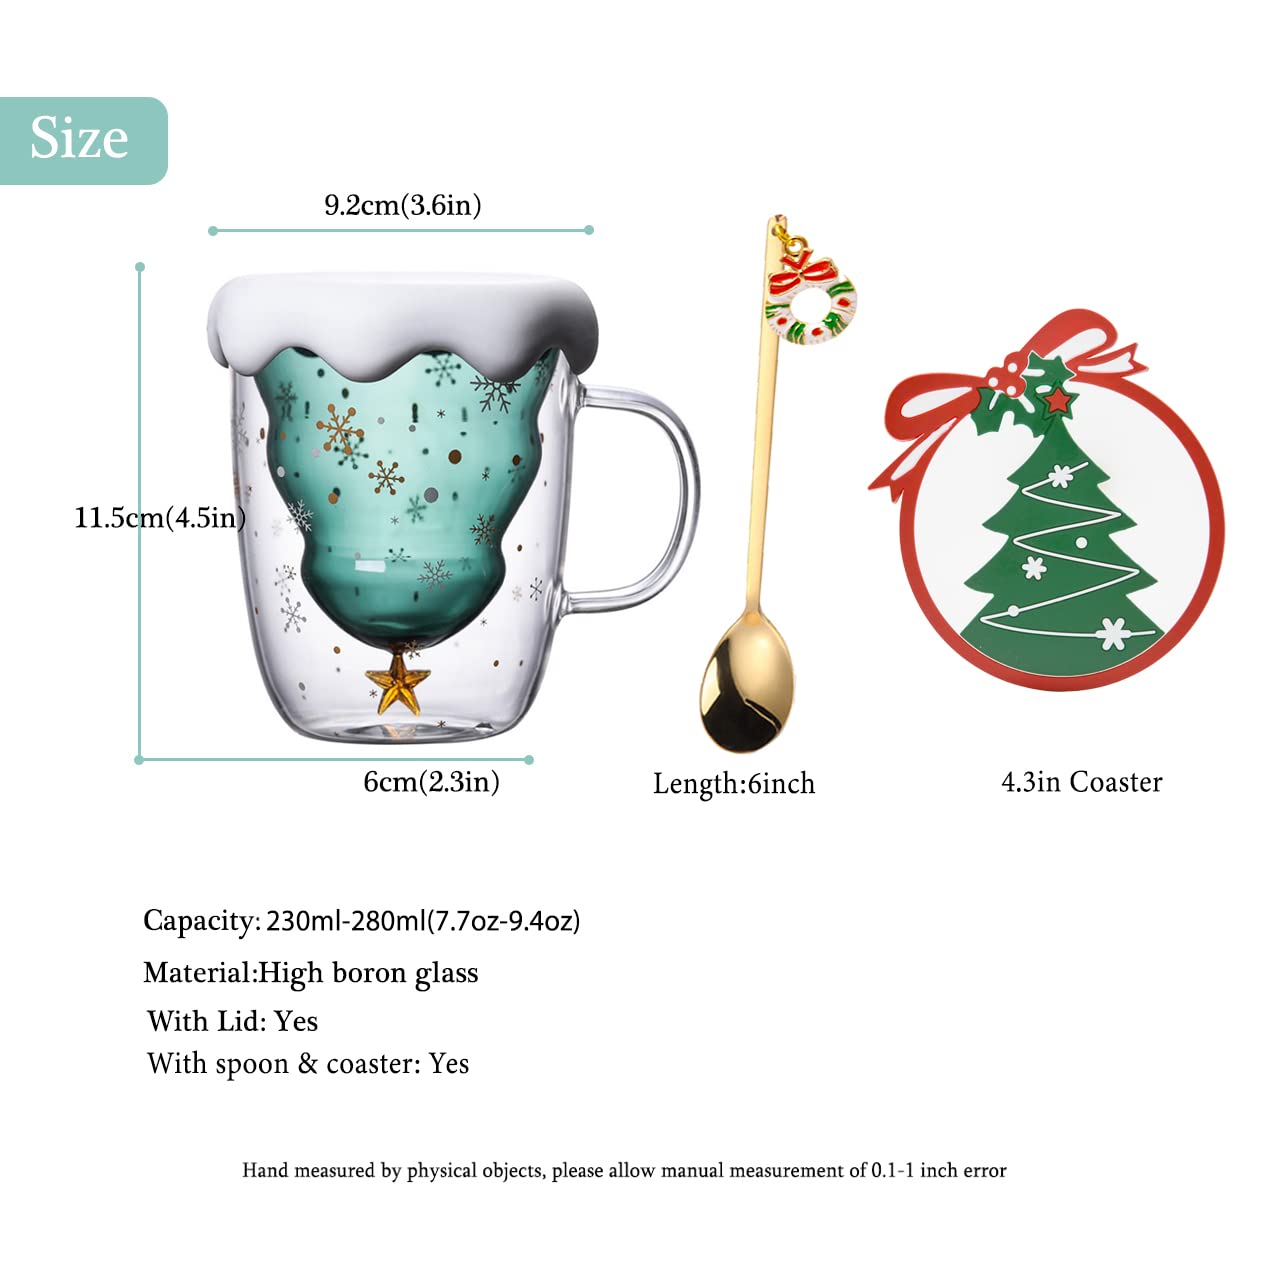 Size
9.2cm(3.6in)
11.5cm(4.5in)
6cm(2.3in)
Length:6inch
4.3in Coaster
Capacity: 230ml-280ml(7.7oz-9.4oz)
Material:High boron glass
With Lid: Yes
With spoon & coaster: Yes
Hand measured by physical objects, please allow manual measurement of 0.1-1 inch error